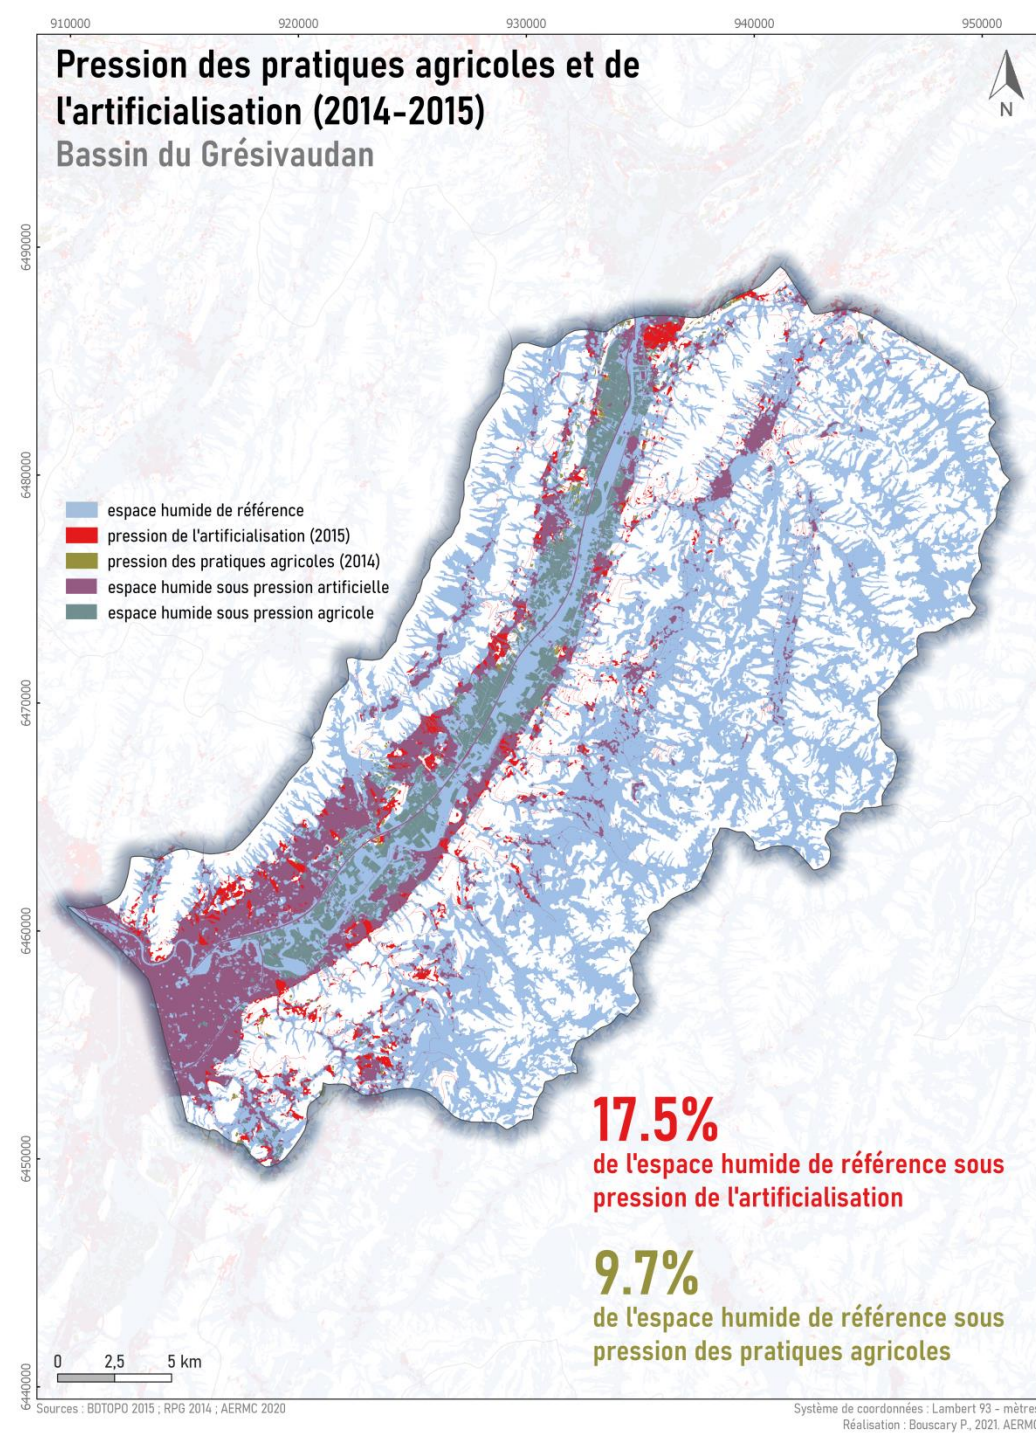 910000
920000
930000
940000
950000
Pression des pratiques agricoles et de
l'artificialisation (2014-2015)
Bassin du Grésivaudan
N
6490000
6480000
6470000
6460000
6450000
6440000
espace humide de référence
pression de l'artificialisation (2015)
pression des pratiques agricoles (2014)
espace humide sous pression artificielle
espace humide sous pression agricole
17.5%
de l'espace humide de référence sous
pression de l'artificialisation
9.7%
de l'espace humide de référence sous
pression des pratiques agricoles
0 2,5 5 km
Sources : BDTOPO 2015 ; RPG 2014 ; AERMC 2020
Système de coordonnées : Lambert 93 - mètres
Réalisation : Bouscary P., 2021. AERMC